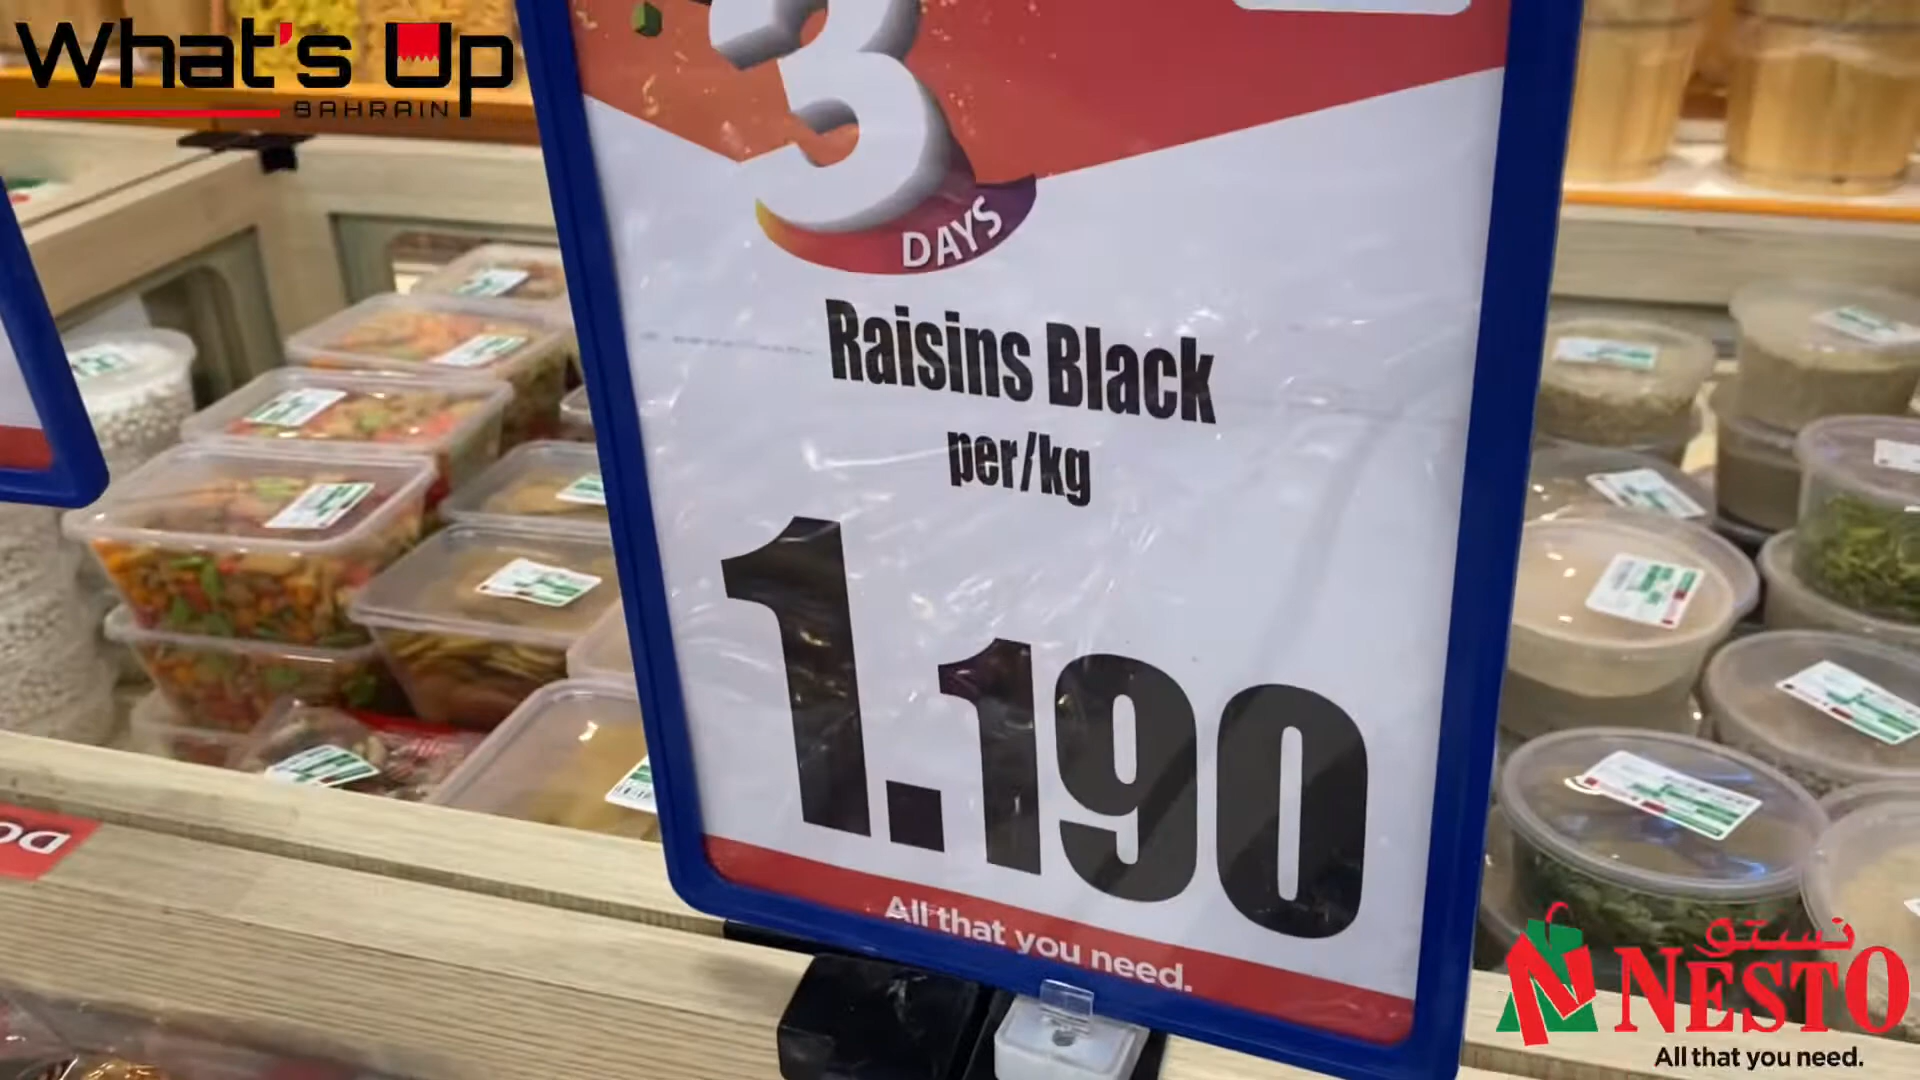 What's Up
BAHRAIN
3
DAYS
Raisins Black
per/kg
1.190
All that you need.
DO
نستو
NESTO
All that you need.